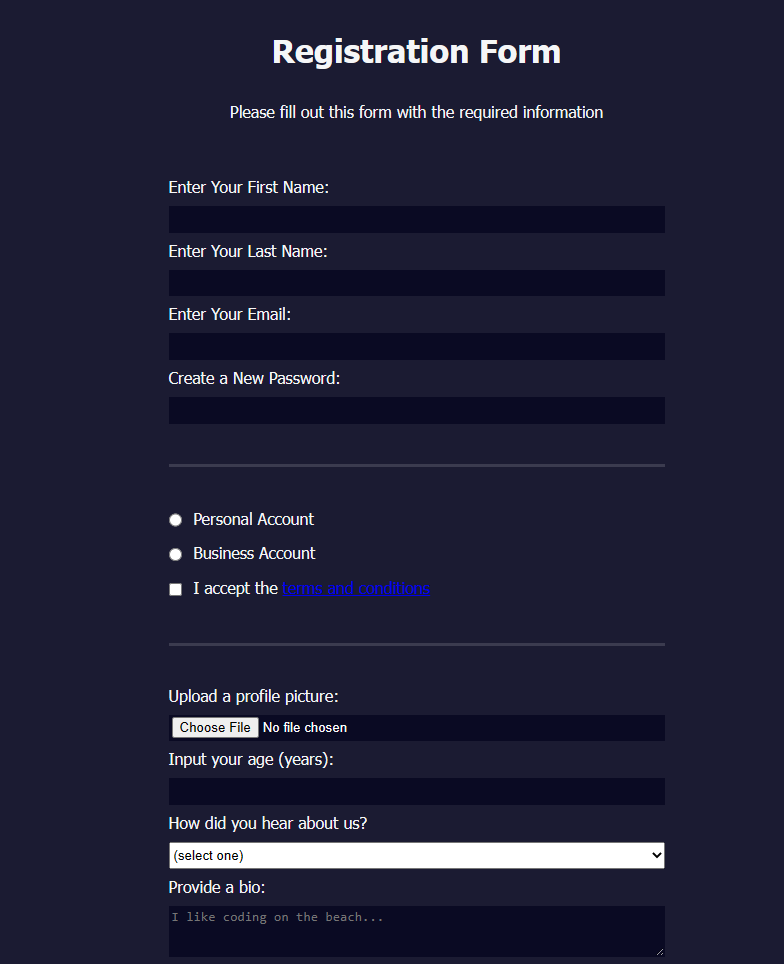 Registration Form
Please fill out this form with the required information
Enter Your First Name:
Enter Your Last Name:
Enter Your Email:
Create a New Password:
Personal Account
Business Account
I accept the terms and conditions
Upload a profile picture:
Choose File No file chosen
Input your age (years):
How did you hear about us?
(select one)
Provide a bio:
I like coding on the beach...